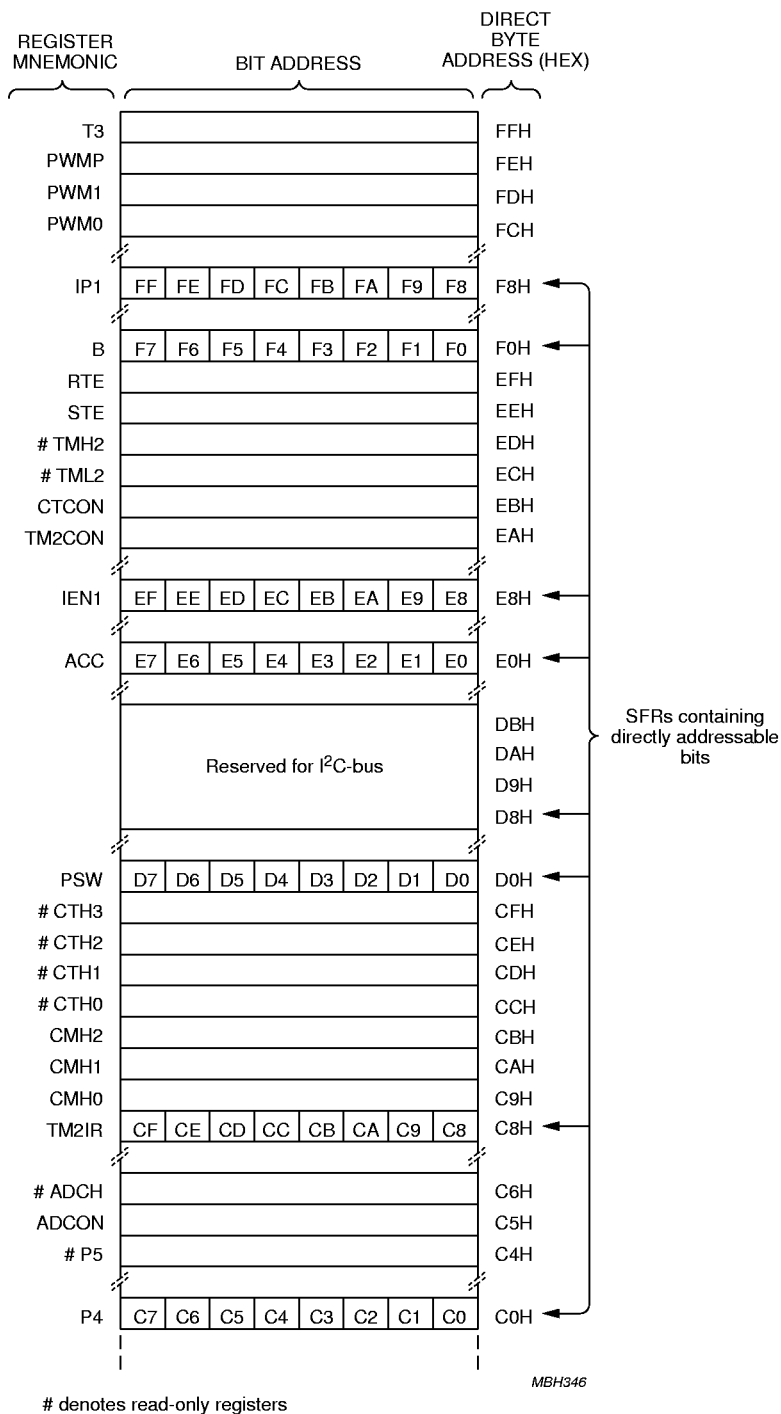 REGISTER
MNEMONIC
BIT ADDRESS
DIRECT
BYTE
ADDRESS (HEX)
T3 FFH
PWMP FEH
PWM1 FDH
PWM0 FCH
IP1 FF FE FD FC FB FA F9 F8 F8H
B F7 F6 F5 F4 F3 F2 F1 F0 F0H
RTE EFH
STE EEH
# TMH2 EDH
# TML2 ECH
CTCON EBH
TM2CON EAH
IEN1 EF EE ED EC EB EA E9 E8 E8H
ACC E7 E6 E5 E4 E3 E2 E1 E0 E0H
DBH
DAH
Reserved for I²C-bus
D9H
D8H
SFRs containing
directly addressable
bits
PSW D7 D6 D5 D4 D3 D2 D1 D0 D0H
# CTH3 CFH
# CTH2 CEH
# CTH1 CDH
# CTH0 CCH
CMH2 CBH
CMH1 CAH
CMH0 C9H
TM2IR CF CE CD CC CB CA C9 C8 C8H
# ADCH C6H
ADCON C5H
# P5 C4H
P4 C7 C6 C5 C4 C3 C2 C1 C0 C0H
MBH346
# denotes read-only registers